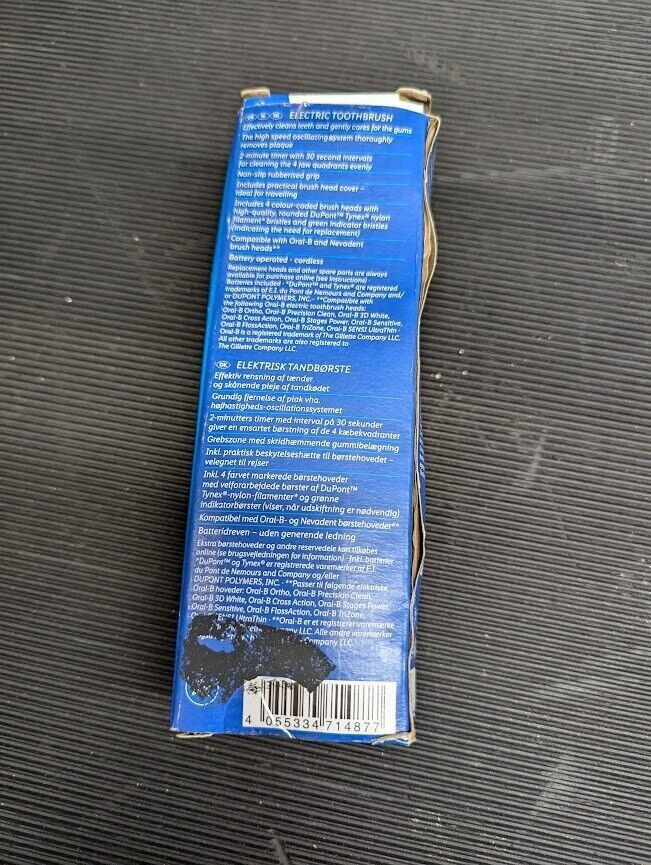 GB IE NI ELECTRIC TOOTHBRUSH
Effectively cleans teeth and gently cares for the gums
The high speed oscillating system thoroughly
removes plaque
2-minute timer with 30 second intervals
for cleaning the 4 jaw quadrants evenly
Non-slip rubberised grip
Includes practical brush head cover –
ideal for travelling
Includes 4 colour-coded brush heads with
high-quality, rounded DuPont™ Tynex® nylon
filament* bristles and green indicator bristles
(indicating the need for replacement)
Compatible with Oral-B and Nevadent
brush heads**
Battery operated - cordless
Replacement heads and other spare parts are always
available for purchase online (see instructions) ·
Batteries included · *DuPont™ and Tynex® are registered
trademarks of E.I. du Pont de Nemours and Company and/
or DUPONT POLYMERS, INC.· **Compatible with
the following Oral-B electric toothbrush heads:
Oral-B Ortho, Oral-B Precision Clean, Oral-B 3D White,
Oral-B Cross Action, Oral-B Stages Power, Oral-B Sensitive,
Oral-B FlossAction, Oral-B TriZone, Oral-B SENSI UltraThin ·
Oral-B is a registered trademark of The Gillette Company LLC.
All other trademarks are also registered to
The Gillette Company LLC.
DK ELEKTRISK TANDBØRSTE
Effektiv rensning af tænder
og skånende pleje af tandkødet
Grundig fjernelse af plak vha.
højhastigheds-oscillationssystemet
2-minutters timer med interval på 30 sekunder
giver en ensartet børstning af de 4 kæbekvadranter
Grebszone med skridhæmmende gummibelægning
Inkl. praktisk beskytelseshætte til børstehovedet –
velegnet til rejser
Inkl. 4 farvet markerede børstehoveder
med velforarbejdede børster af DuPont™
Tynex®-nylon-filamenter* og grønne
indikatorbørster (viser, når udskiftning er nødvendig)
Kompatibel med Oral-B- og Nevadent børstehoveder**
Batteridreven – uden generende ledning
Ekstra børstehoveder og andre reservedele kan tilkøbes
online (se brugsvejledningen for information) · Inkl. batterier
*DuPont™ og Tynex® er registrerede varemærker af E.I.
du Pont de Nemours and Company og/eller
DUPONT POLYMERS, INC. · **Passer til følgende elektriske
Oral-B hoveder: Oral-B Ortho, Oral-B Precision Clean,
Oral-B 3D White, Oral-B Cross Action, Oral-B Stages Power,
Oral-B Sensitive, Oral-B FlossAction, Oral-B TriZone,
UltraThin · **Oral-B er et registreret varemærke
LLC. Alle andre varemærker
Company LLC.
4 055334 714877